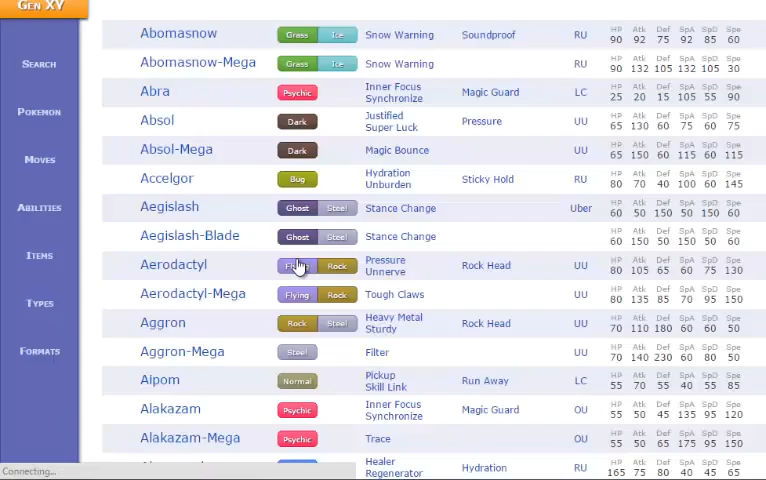 Gen XY
Search
Pokemon
Moves
Abilities
Items
Types
Formats
HP Atk Def SpA SpD Spe
Abomasnow Grass Ice Snow Warning Soundproof RU 90 92 75 92 85 60
HP Atk Def SpA SpD Spe
Abomasnow-Mega Grass Ice Snow Warning RU 90 132 105 132 105 30
Inner Focus HP Atk Def SpA SpD Spe
Abra Psychic Synchronize Magic Guard LC 25 20 15 105 55 90
Justified HP Atk Def SpA SpD Spe
Absol Dark Super Luck Pressure UU 65 130 60 75 60 75
HP Atk Def SpA SpD Spe
Absol-Mega Dark Magic Bounce UU 65 150 60 115 60 115
Hydration HP Atk Def SpA SpD Spe
Accelgor Bug Unburden Sticky Hold RU 80 70 40 100 60 145
HP Atk Def SpA SpD Spe
Aegislash Ghost Steel Stance Change Uber 60 50 150 50 150 60
HP Atk Def SpA SpD Spe
Aegislash-Blade Ghost Steel Stance Change 60 150 50 150 50 60
Pressure HP Atk Def SpA SpD Spe
Aerodactyl Rock Unnerve Rock Head UU 80 105 65 60 75 130
HP Atk Def SpA SpD Spe
Aerodactyl-Mega Flying Rock Tough Claws UU 80 135 85 70 95 150
Heavy Metal HP Atk Def SpA SpD Spe
Aggron Rock Steel Sturdy Rock Head UU 70 110 180 60 60 50
HP Atk Def SpA SpD Spe
Aggron-Mega Steel Filter UU 70 140 230 60 80 50
Pickup HP Atk Def SpA SpD Spe
Aipom Normal Skill Link Run Away LC 55 70 55 40 55 85
Inner Focus HP Atk Def SpA SpD Spe
Alakazam Psychic Synchronize Magic Guard OU 55 50 45 135 95 120
HP Atk Def SpA SpD Spe
Alakazam-Mega Psychic Trace OU 55 50 65 175 95 150
Healer HP Atk Def SpA SpD Spe
Regenerator Hydration RU 165 75 80 40 45 65
Connecting...